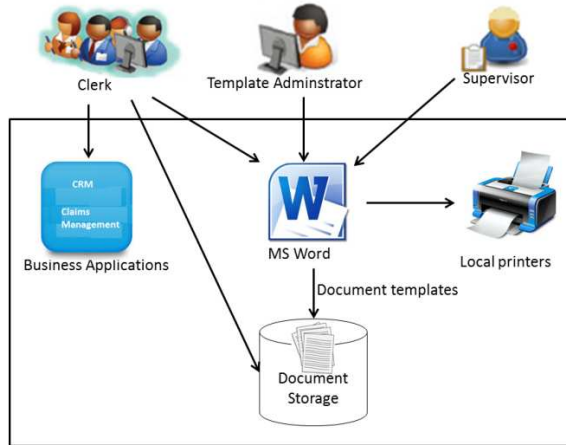 Clerk
Template Adminstrator
Supervisor
CRM
Claims
Management
Business Applications
W
MS Word
Local printers
Document templates
Document
Storage